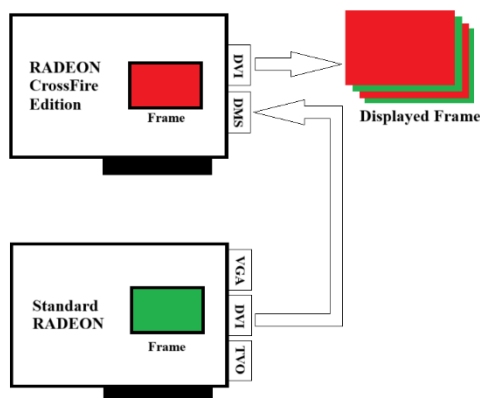 RADEON
CrossFire
Edition
Frame
DVI
DMS
Displayed Frame
Standard
RADEON
Frame
VGA
DVI
TVO